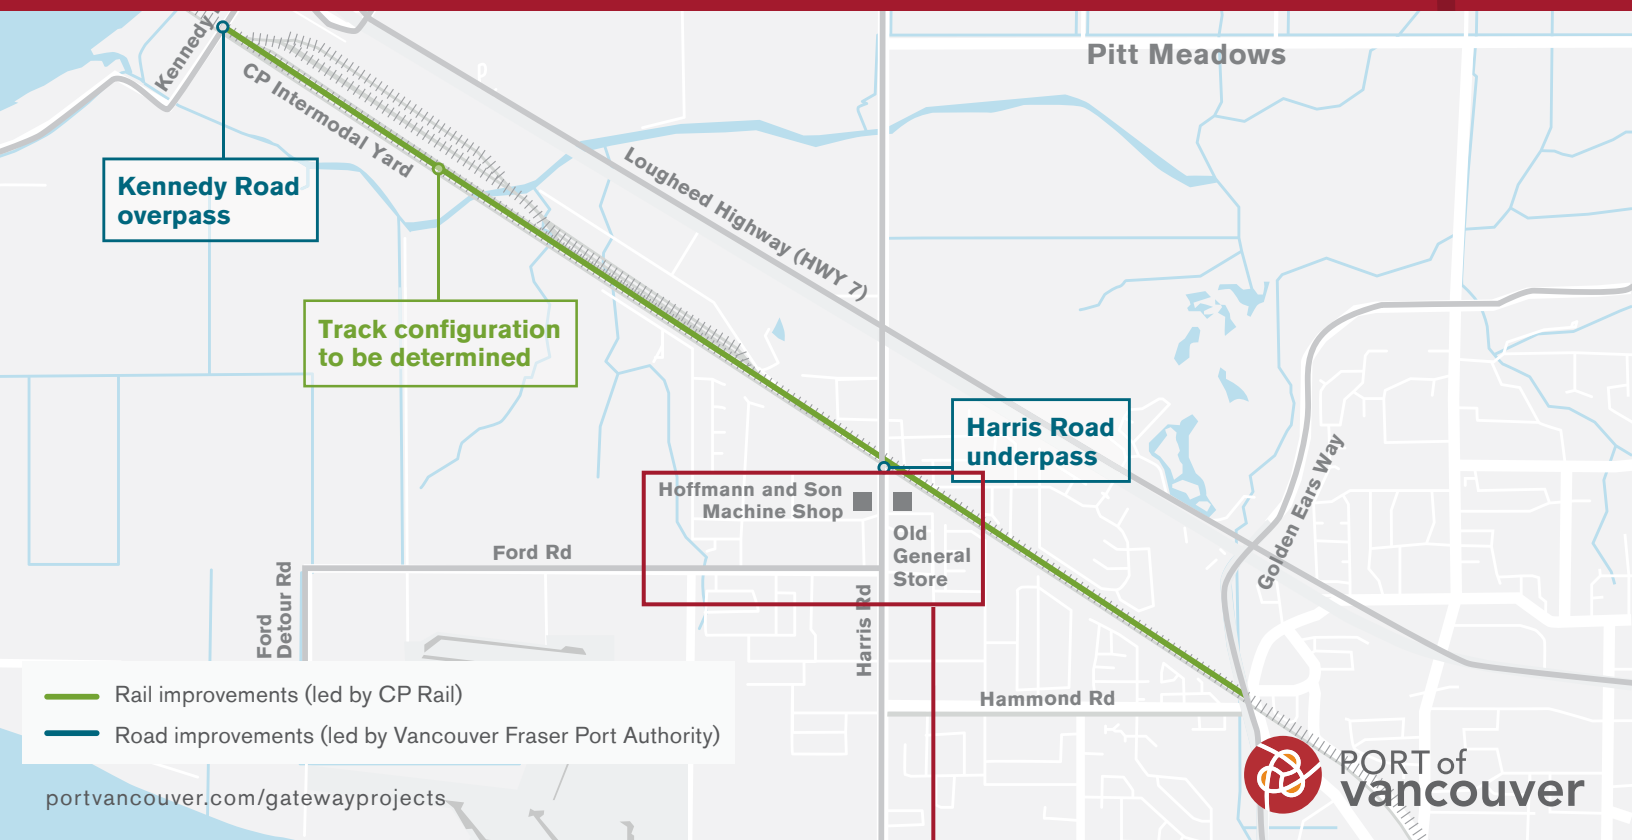 Pitt Meadows
Kennedy
CP Intermodal Yard
Lougheed Highway (HWY 7)
Kennedy Road
overpass
Track configuration
to be determined
Harris Road
underpass
Hoffmann and Son
Machine Shop
Old
General
Store
Golden Ears Way
Ford Rd
Ford
Detour Rd
Harris Rd
Hammond Rd
Rail improvements (led by CP Rail)
Road improvements (led by Vancouver Fraser Port Authority)
portvancouver.com/gatewayprojects
PORT of
vancouver